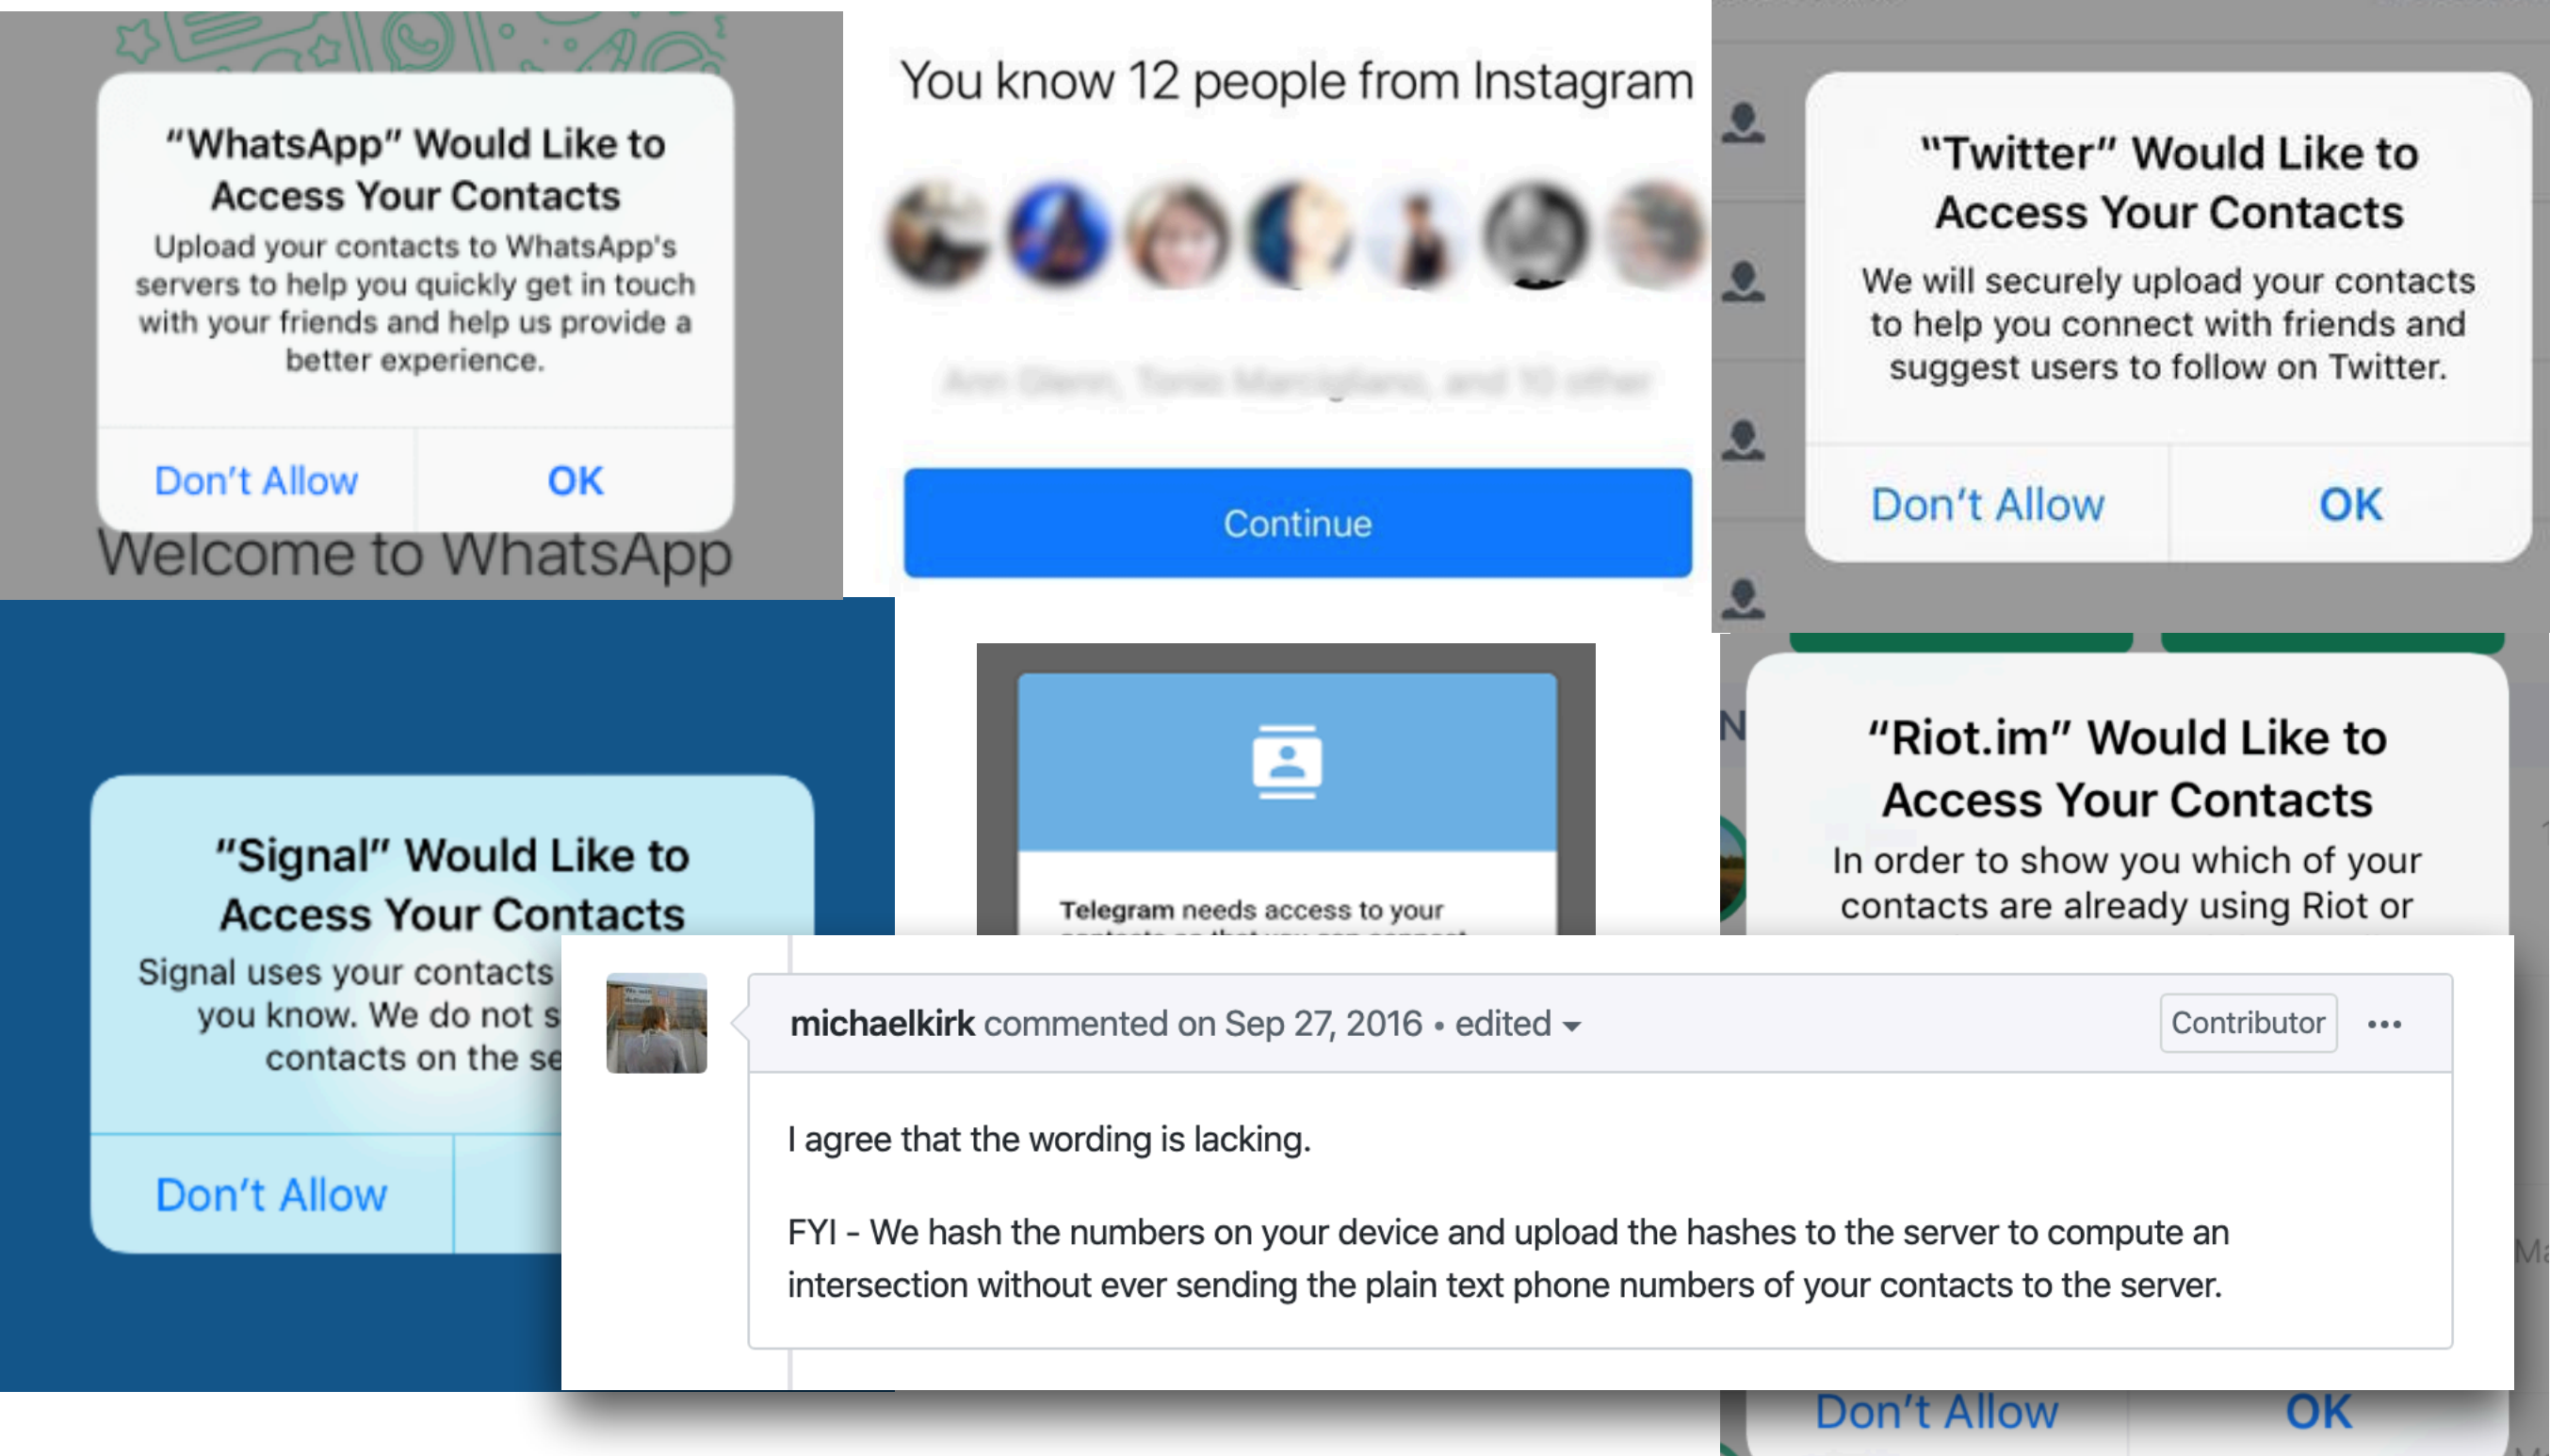 “WhatsApp” Would Like to
Access Your Contacts
Upload your contacts to WhatsApp's
servers to help you quickly get in touch
with your friends and help us provide a
better experience.
Don’t Allow
OK
Welcome to WhatsApp
You know 12 people from Instagram
Ann Glenn, Tonio Marcigliano, and 10 other
Continue
“Twitter” Would Like to
Access Your Contacts
We will securely upload your contacts
to help you connect with friends and
suggest users to follow on Twitter.
Don’t Allow
OK
“Signal” Would Like to
Access Your Contacts
Signal uses your contacts
you know. We do not s
contacts on the se
Don’t Allow
Telegram needs access to your
N
“Riot.im” Would Like to
Access Your Contacts
In order to show you which of your
contacts are already using Riot or
Don’t Allow
OK
Ma
michaelkirk commented on Sep 27, 2016 • edited
Contributor
I agree that the wording is lacking.
FYI - We hash the numbers on your device and upload the hashes to the server to compute an
intersection without ever sending the plain text phone numbers of your contacts to the server.